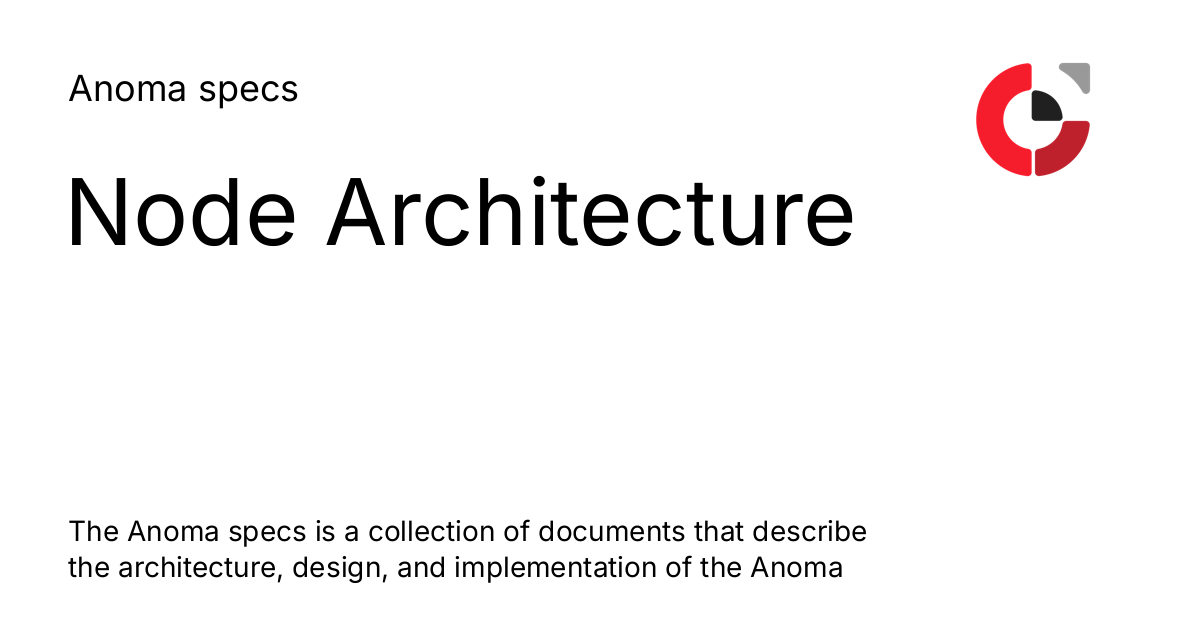 Anoma specs
Node Architecture
The Anoma specs is a collection of documents that describe
the architecture, design, and implementation of the Anoma